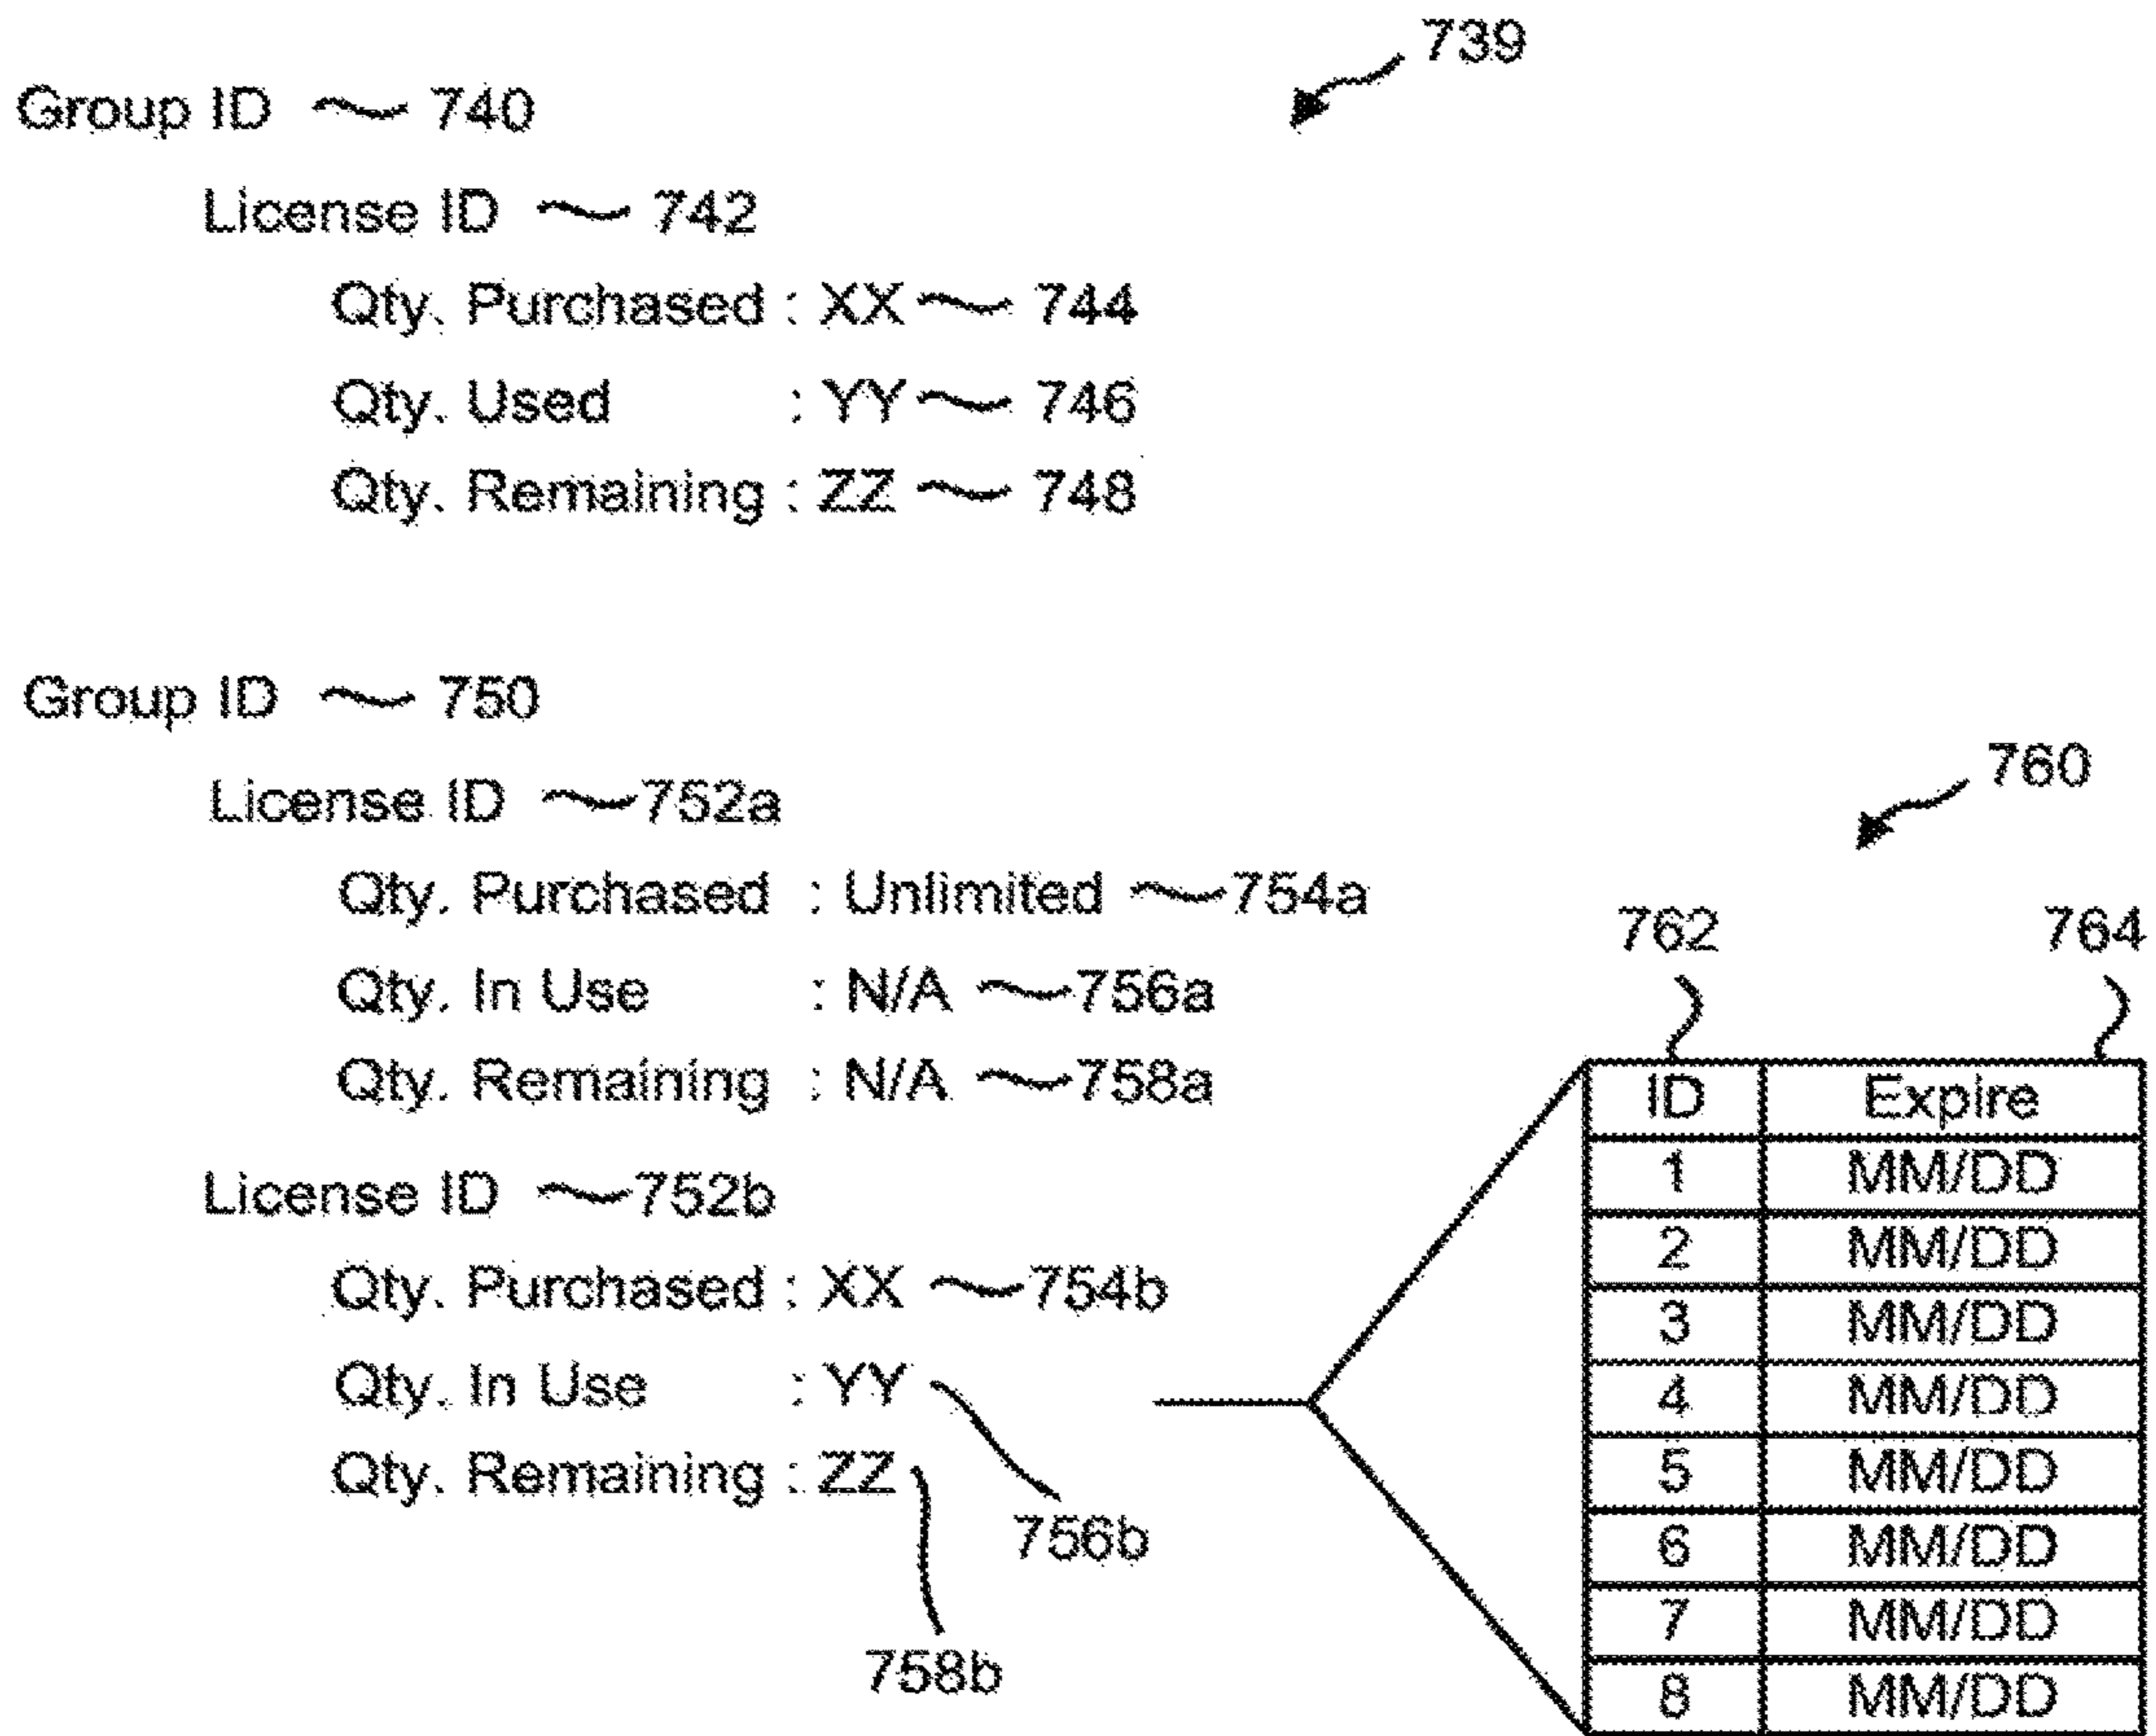 739
Group ID 740
License ID 742
Qty. Purchased : XX 744
Qty. Used : YY 746
Qty. Remaining : ZZ 748
Group ID 750
License ID 752a
Qty. Purchased : Unlimited 754a
Qty. In Use : N/A 756a
Qty. Remaining : N/A 758a
License ID 752b
Qty. Purchased : XX 754b
Qty. In Use : YY
Qty. Remaining : ZZ
756b
758b
760
762 764
ID Expire
1 MM/DD
2 MM/DD
3 MM/DD
4 MM/DD
5 MM/DD
6 MM/DD
7 MM/DD
8 MM/DD